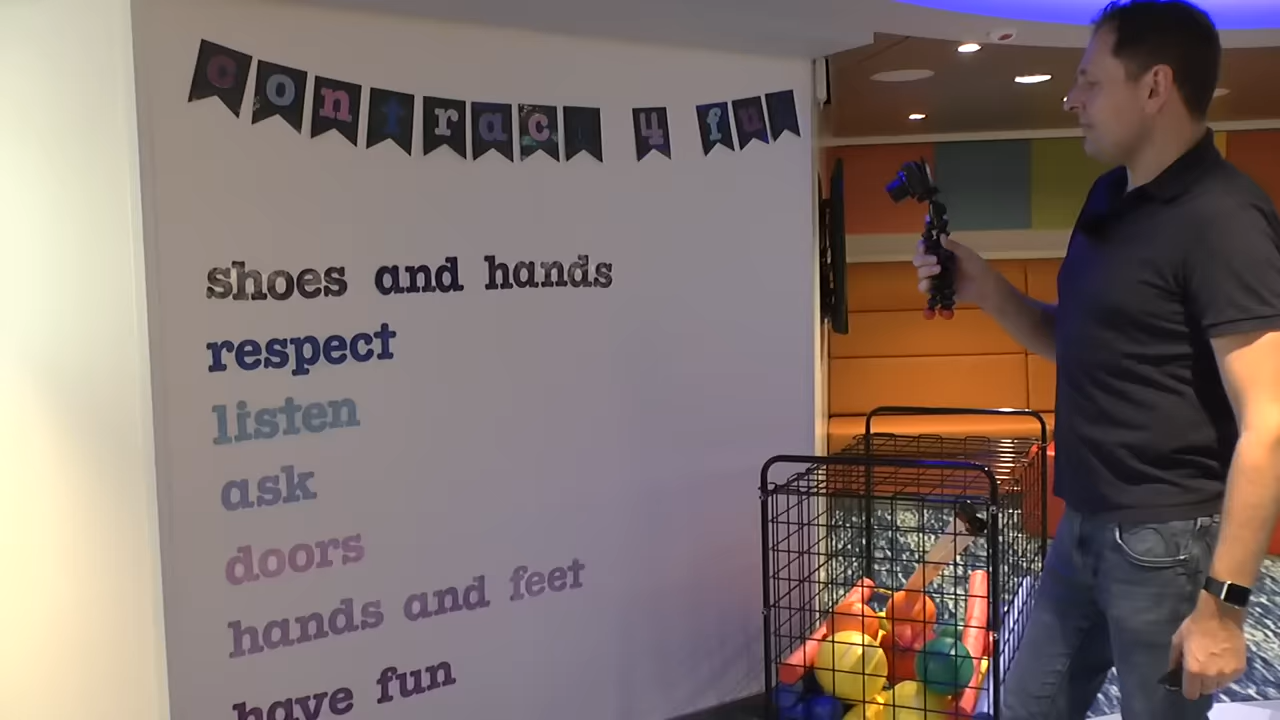 contract 4 fun
shoes and hands
respect
listen
ask
doors
hands and feet
have fun